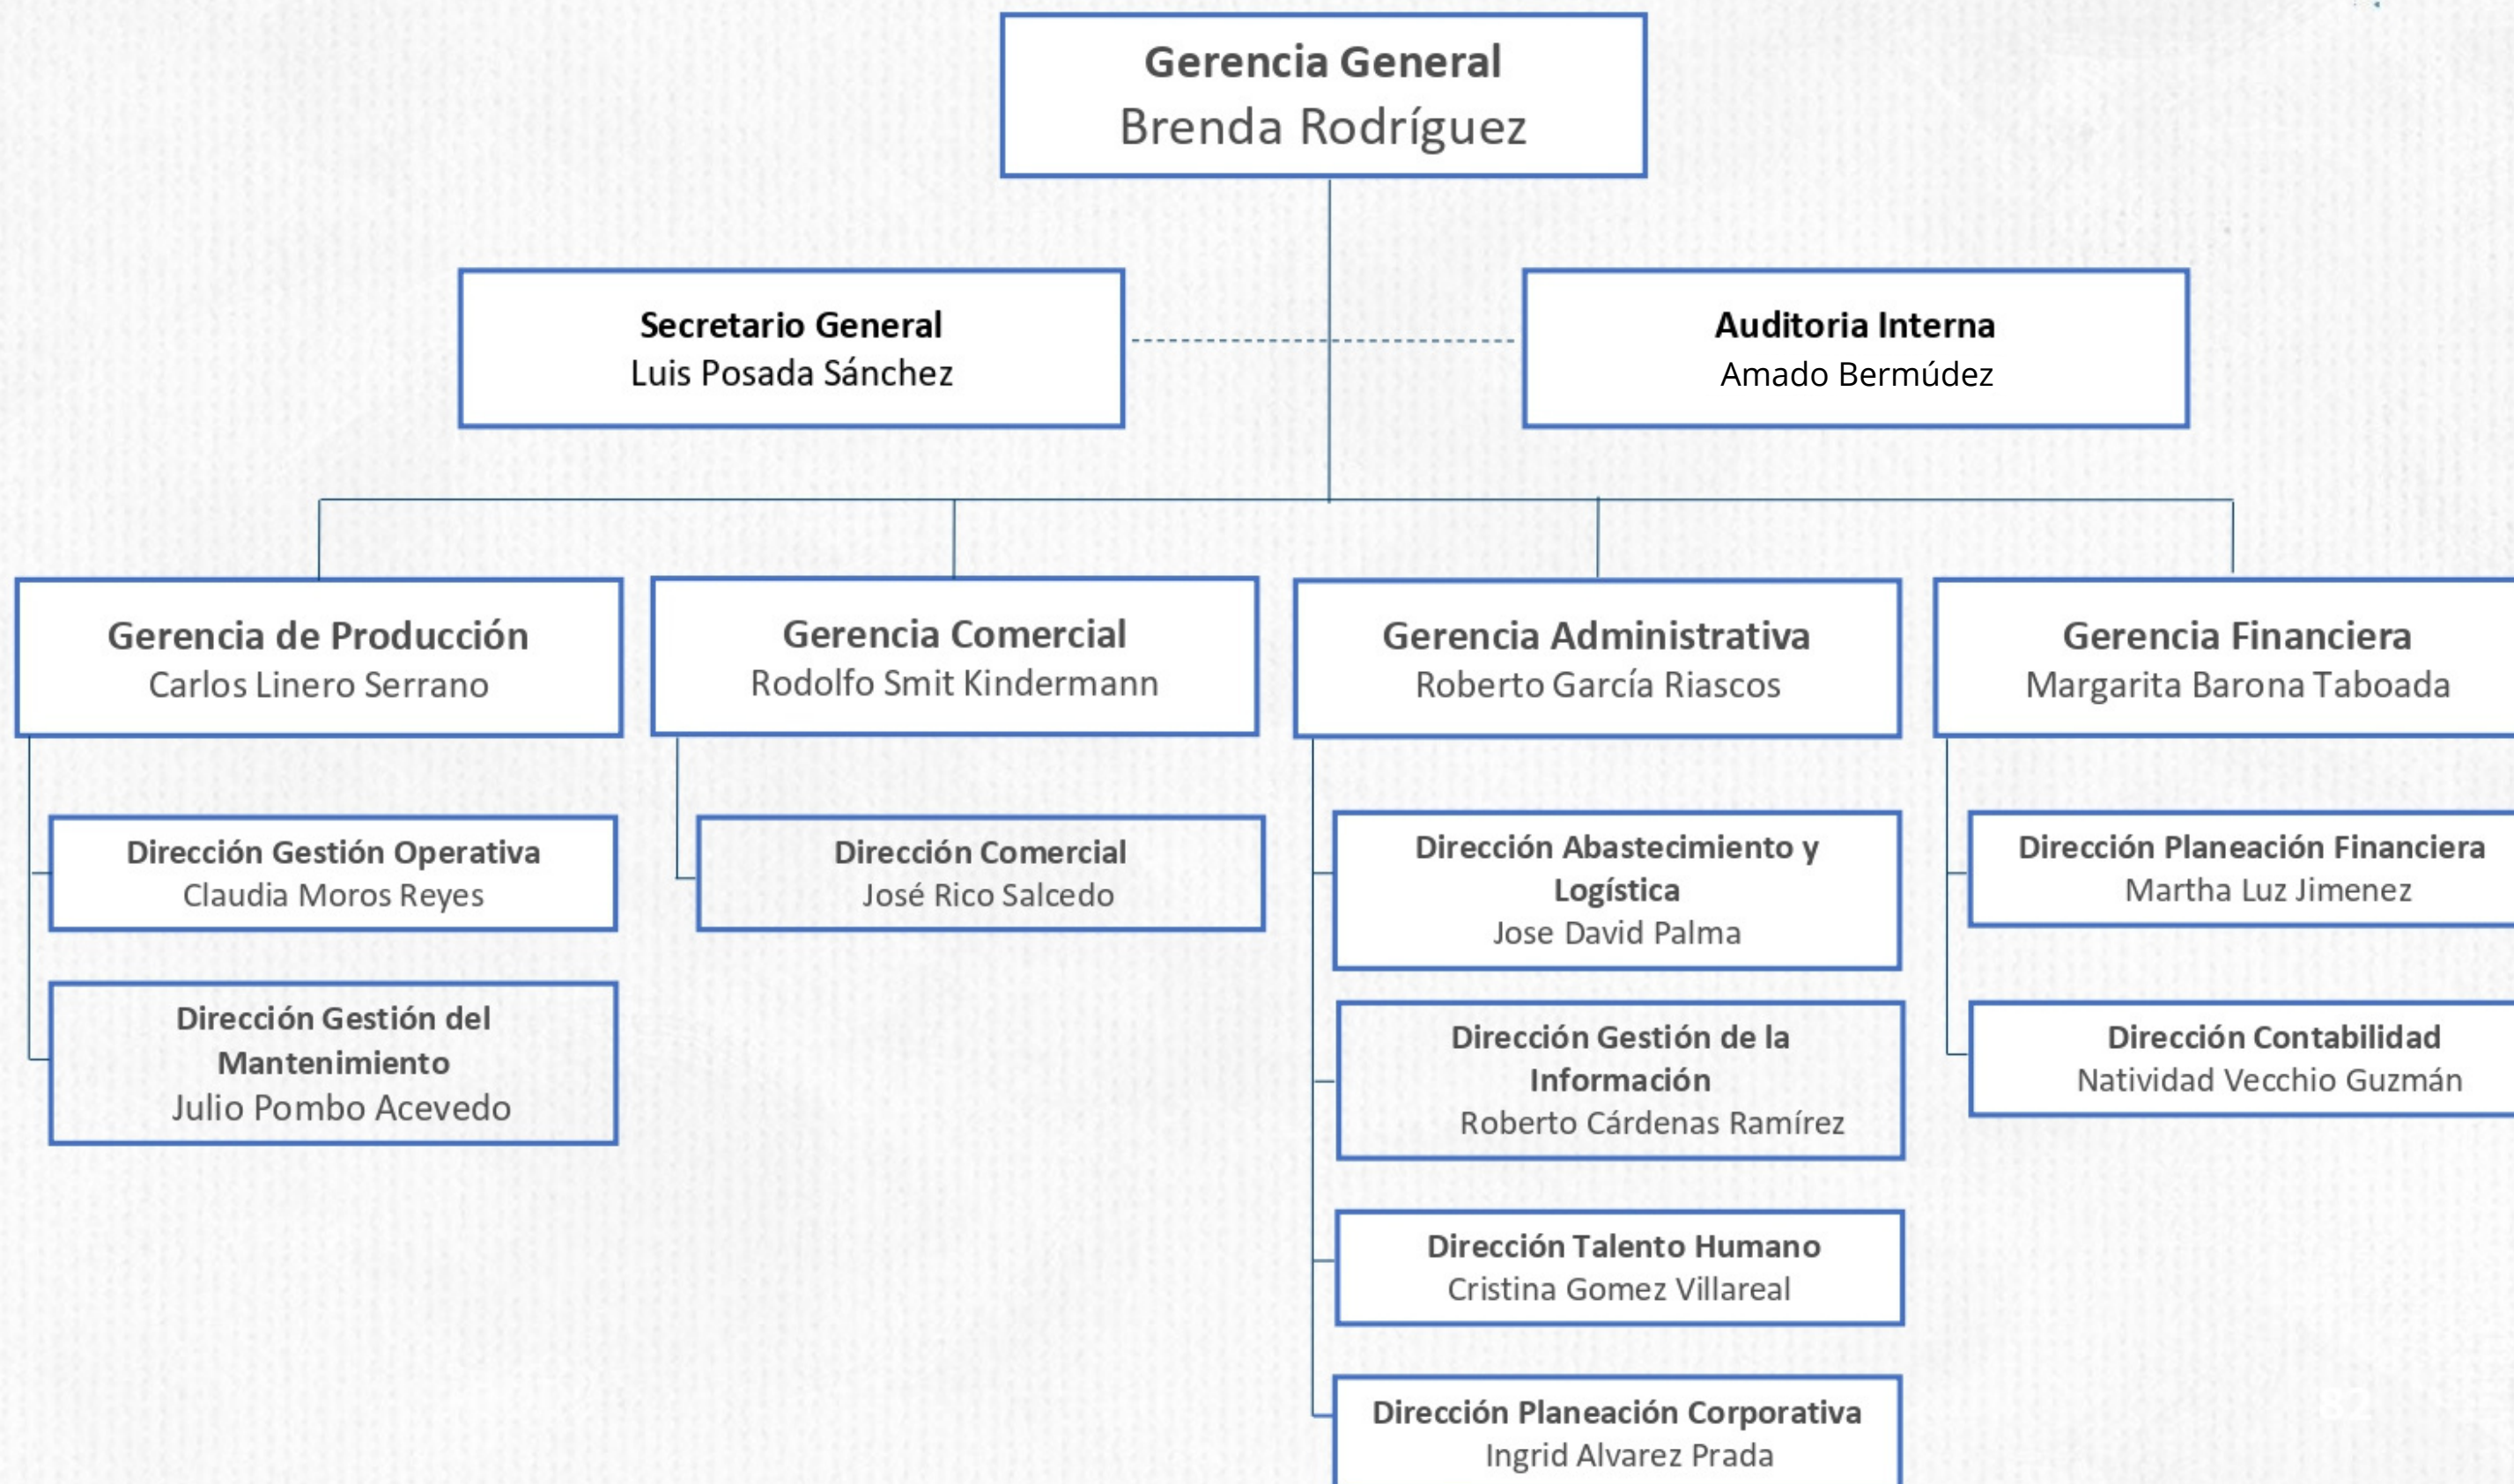 Gerencia General
Brenda Rodríguez
Secretario General
Luis Posada Sánchez
Auditoria Interna
Amado Bermúdez
Gerencia de Producción
Carlos Linero Serrano
Gerencia Comercial
Rodolfo Smit Kindermann
Gerencia Administrativa
Roberto García Riascos
Gerencia Financiera
Margarita Barona Taboada
Dirección Gestión Operativa
Claudia Moros Reyes
Dirección Gestión del
Mantenimiento
Julio Pombo Acevedo
Dirección Comercial
José Rico Salcedo
Dirección Abastecimiento y
Logística
Jose David Palma
Dirección Gestión de la
Información
Roberto Cárdenas Ramírez
Dirección Talento Humano
Cristina Gomez Villareal
Dirección Planeación Corporativa
Ingrid Alvarez Prada
Dirección Planeación Financiera
Martha Luz Jimenez
Dirección Contabilidad
Natividad Vecchio Guzmán